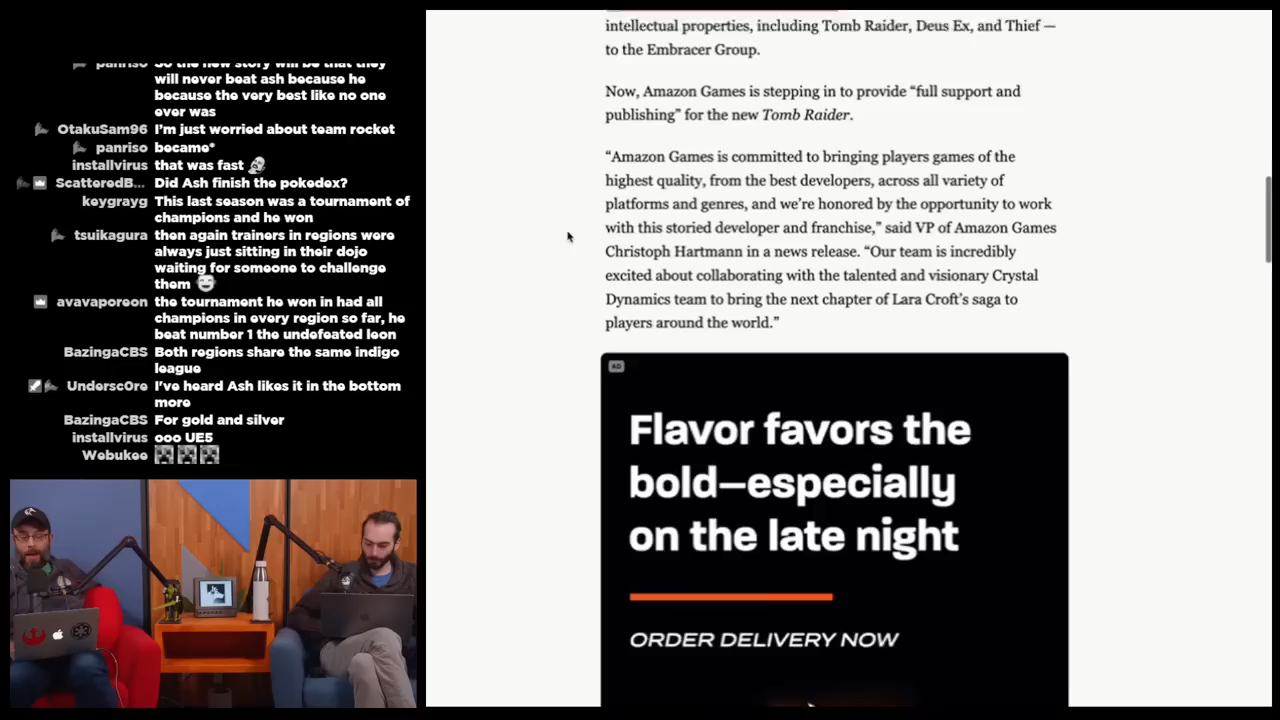 panriso So the new story will be that they
will never beat ash because he
because the very best like no one
ever was
OtakuSam96 I'm just worried about team rocket
panriso became*
installvirus that was fast
ScatteredB... Did Ash finish the pokedex?
keygrayg This last season was a tournament of
champions and he won
tsuikagura then again trainers in regions were
always just sitting in their dojo
waiting for someone to challenge
them
avavaporeon the tournament he won in had all
champions in every region so far, he
beat number 1 the undefeated leon
BazingaCBS Both regions share the same indigo
league
Undersc0re I've heard Ash likes it in the bottom
more
BazingaCBS For gold and silver
installvirus ooo UE5
Webukee
intellectual properties, including Tomb Raider, Deus Ex, and Thief —
to the Embracer Group.
Now, Amazon Games is stepping in to provide “full support and
publishing” for the new Tomb Raider.
“Amazon Games is committed to bringing players games of the
highest quality, from the best developers, across all variety of
platforms and genres, and we’re honored by the opportunity to work
with this storied developer and franchise,” said VP of Amazon Games
Christoph Hartmann in a news release. “Our team is incredibly
excited about collaborating with the talented and visionary Crystal
Dynamics team to bring the next chapter of Lara Croft’s saga to
players around the world.”
AD
Flavor favors the
bold—especially
on the late night
ORDER DELIVERY NOW